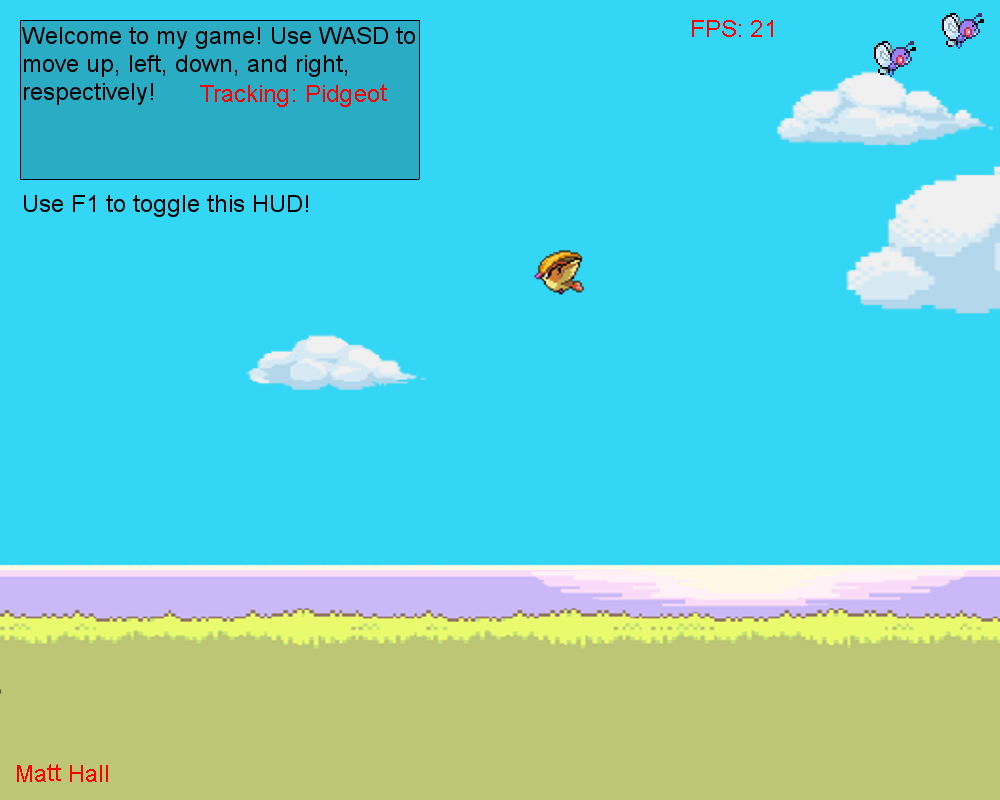 Welcome to my game! Use WASD to
move up, left, down, and right,
respectively!
Tracking: Pidgeot
FPS: 21
Use F1 to toggle this HUD!
Matt Hall